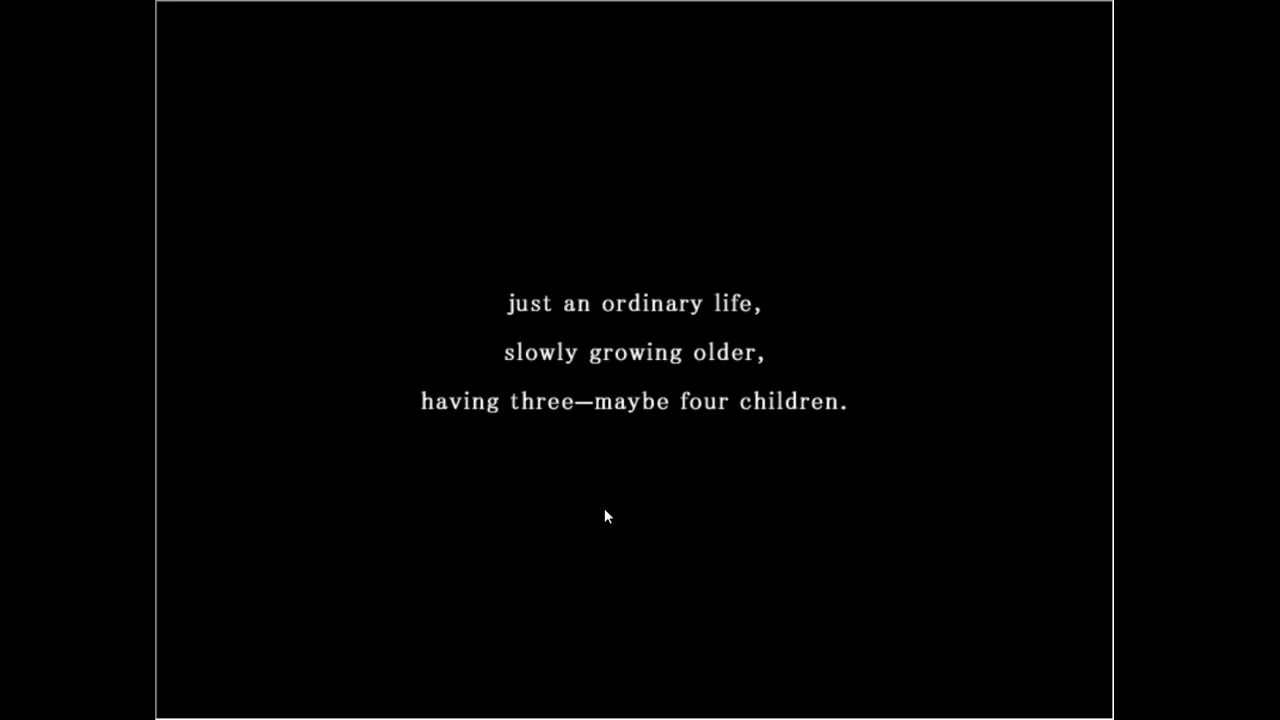 just an ordinary life,
slowly growing older,
having three—maybe four children.